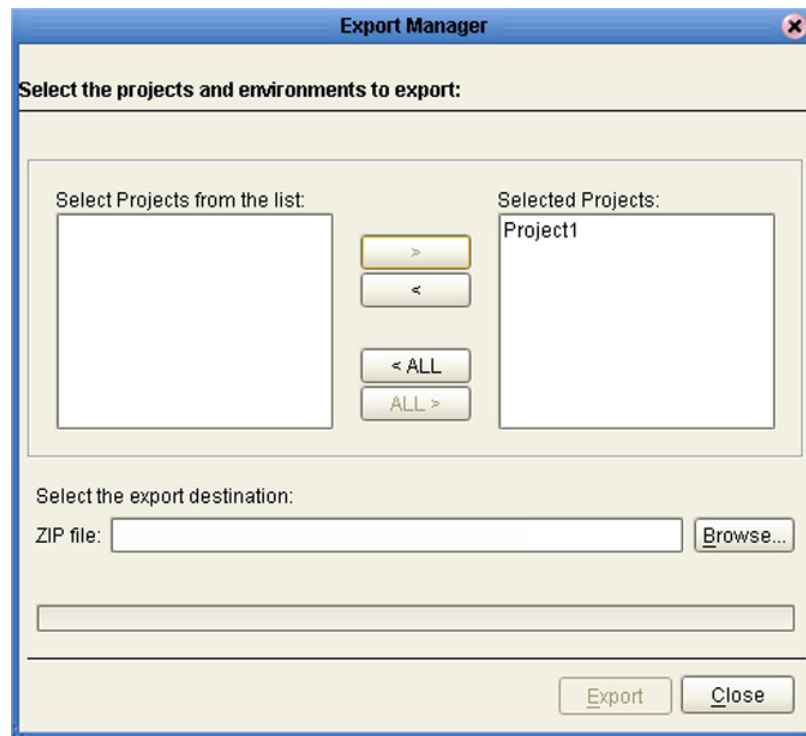 Export Manager
Select the projects and environments to export:
Select Projects from the list:
Selected Projects:
Project1
>
<
< ALL
ALL >
Select the export destination:
ZIP file:
Browse...
Export
Close